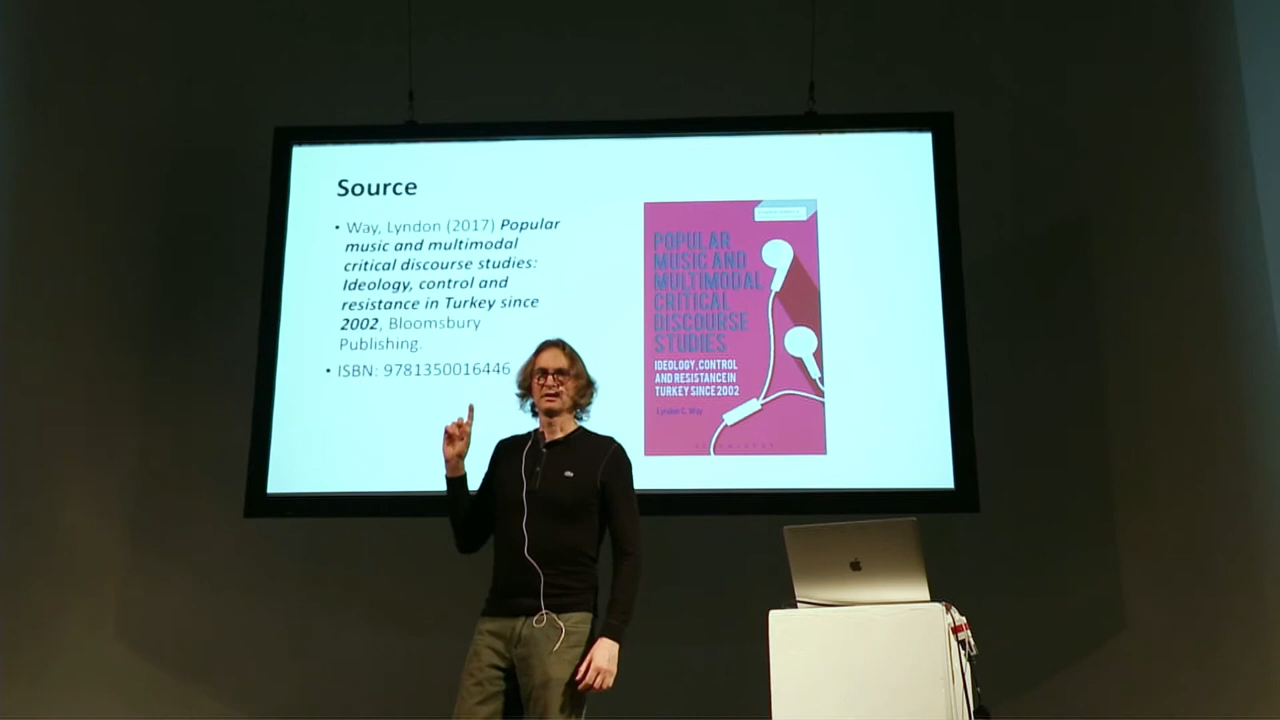 Source
• Way, Lyndon (2017) Popular
music and multimodal
critical discourse studies:
Ideology, control and
resistance in Turkey since
2002, Bloomsbury
Publishing.
• ISBN: 9781350016446
POPULAR
MUSIC AND
MULTIMODAL
CRITICAL
DISCOURSE
STUDIES
IDEOLOGY, CONTROL
AND RESISTANCE IN
TURKEY SINCE 2002
Lyndon C. Way
BLOOMSBURY